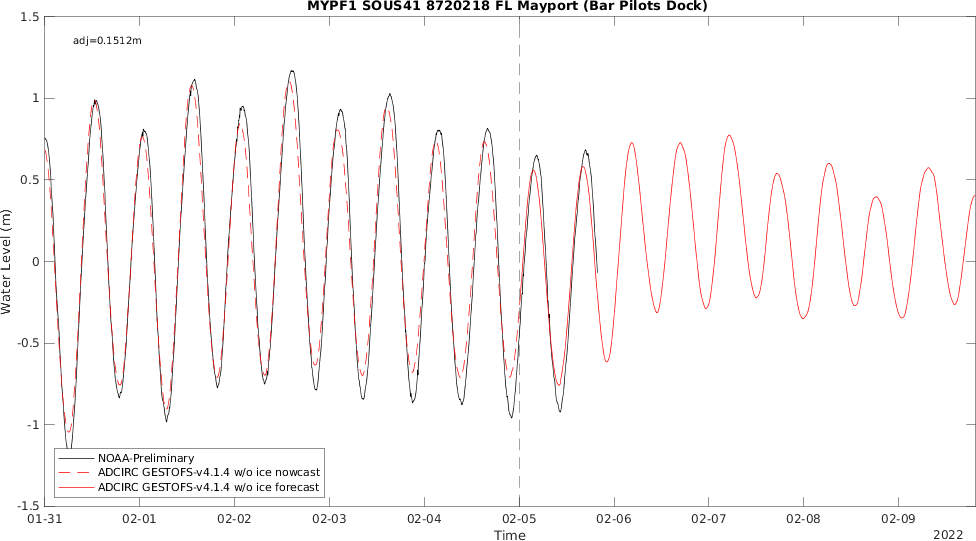 MYPF1 SOUS41 8720218 FL Mayport (Bar Pilots Dock)
adj=0.1512m
1.5
1
0.5
0
-0.5
-1
-1.5
Water Level (m)
NOAA-Preliminary
ADCIRC GESTOFS-v4.1.4 w/o ice nowcast
ADCIRC GESTOFS-v4.1.4 w/o ice forecast
01-31 02-01 02-02 02-03 02-04 02-05 02-06 02-07 02-08 02-09
Time
2022